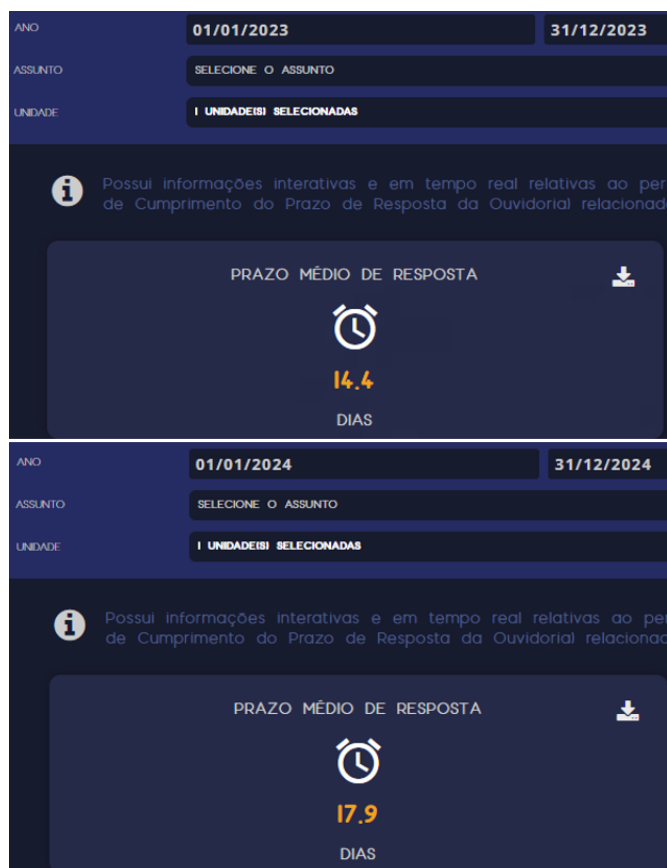 ANO 01/01/2023 31/12/2023
ASSUNTO SELECIONE O ASSUNTO
UNIDADE 1 UNIDADE(S) SELECIONADAS
Possui informações interativas e em tempo real relativas ao per
de Cumprimento do Prazo de Resposta da Ouvidoria) relacionad
PRAZO MÉDIO DE RESPOSTA
14.4
DIAS
ANO 01/01/2024 31/12/2024
ASSUNTO SELECIONE O ASSUNTO
UNIDADE 1 UNIDADE(S) SELECIONADAS
Possui informações interativas e em tempo real relativas ao per
de Cumprimento do Prazo de Resposta da Ouvidoria) relacionad
PRAZO MÉDIO DE RESPOSTA
17.9
DIAS